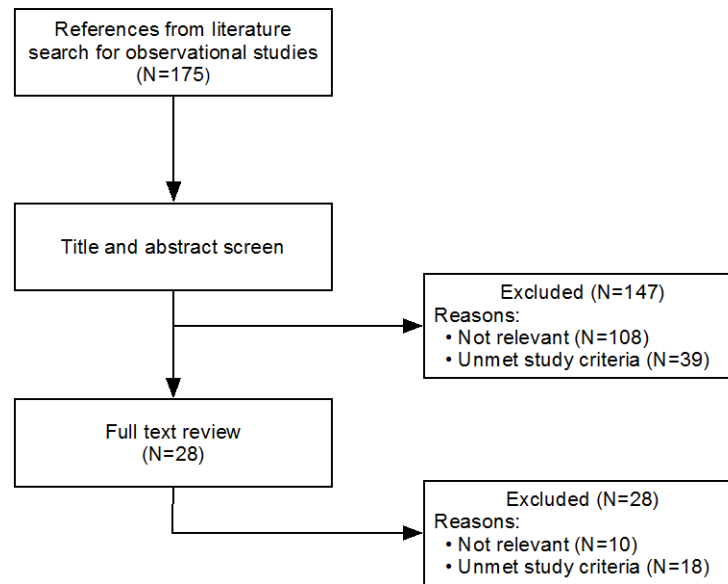 References from literature
search for observational studies
(N=175)
Title and abstract screen
Excluded (N=147)
Reasons:
• Not relevant (N=108)
• Unmet study criteria (N=39)
Full text review
(N=28)
Excluded (N=28)
Reasons:
• Not relevant (N=10)
• Unmet study criteria (N=18)